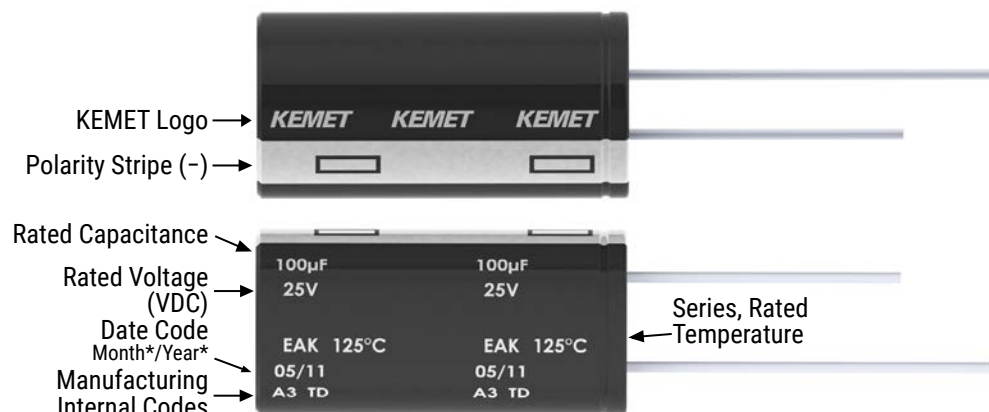 KEMET Logo
KEMET KEMET KEMET
Polarity Stripe (−)
Rated Capacitance
Rated Voltage
(VDC)
Date Code
Month*/Year*
Manufacturing
Internal Codes
100µF 100µF
25V 25V
EAK 125°C EAK 125°C
05/11 05/11
A3 TD A3 TD
Series, Rated
Temperature